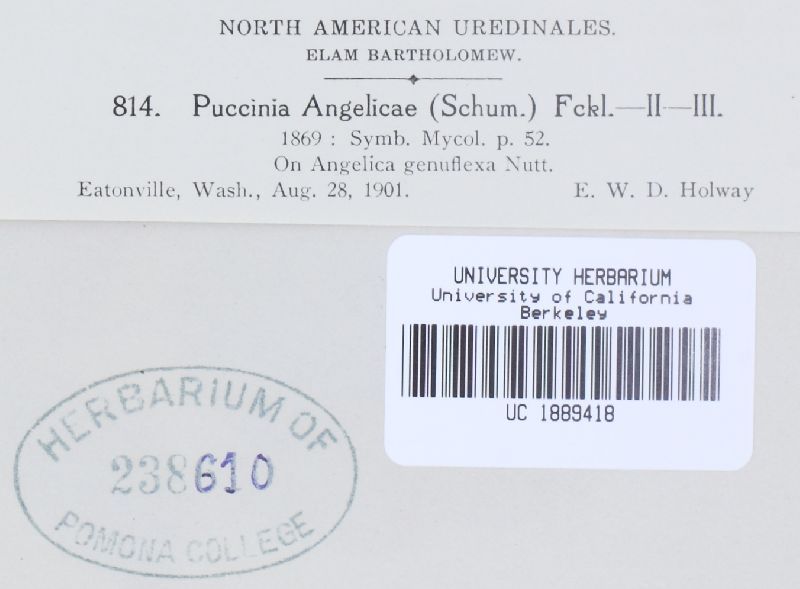 NORTH AMERICAN UREDINALES.
ELAM BARTHOLOMEW.
814. Puccinia Angelicae (Schum.) Fckl.—II—III.
1869 : Symb. Mycol. p. 52.
On Angelica genuflexa Nutt.
Eatonville, Wash., Aug. 28, 1901. E. W. D. Holway
UNIVERSITY HERBARIUM
University of California
Berkeley
UC 1889418
HERBARIUM OF
238610
POMONA COLLEGE